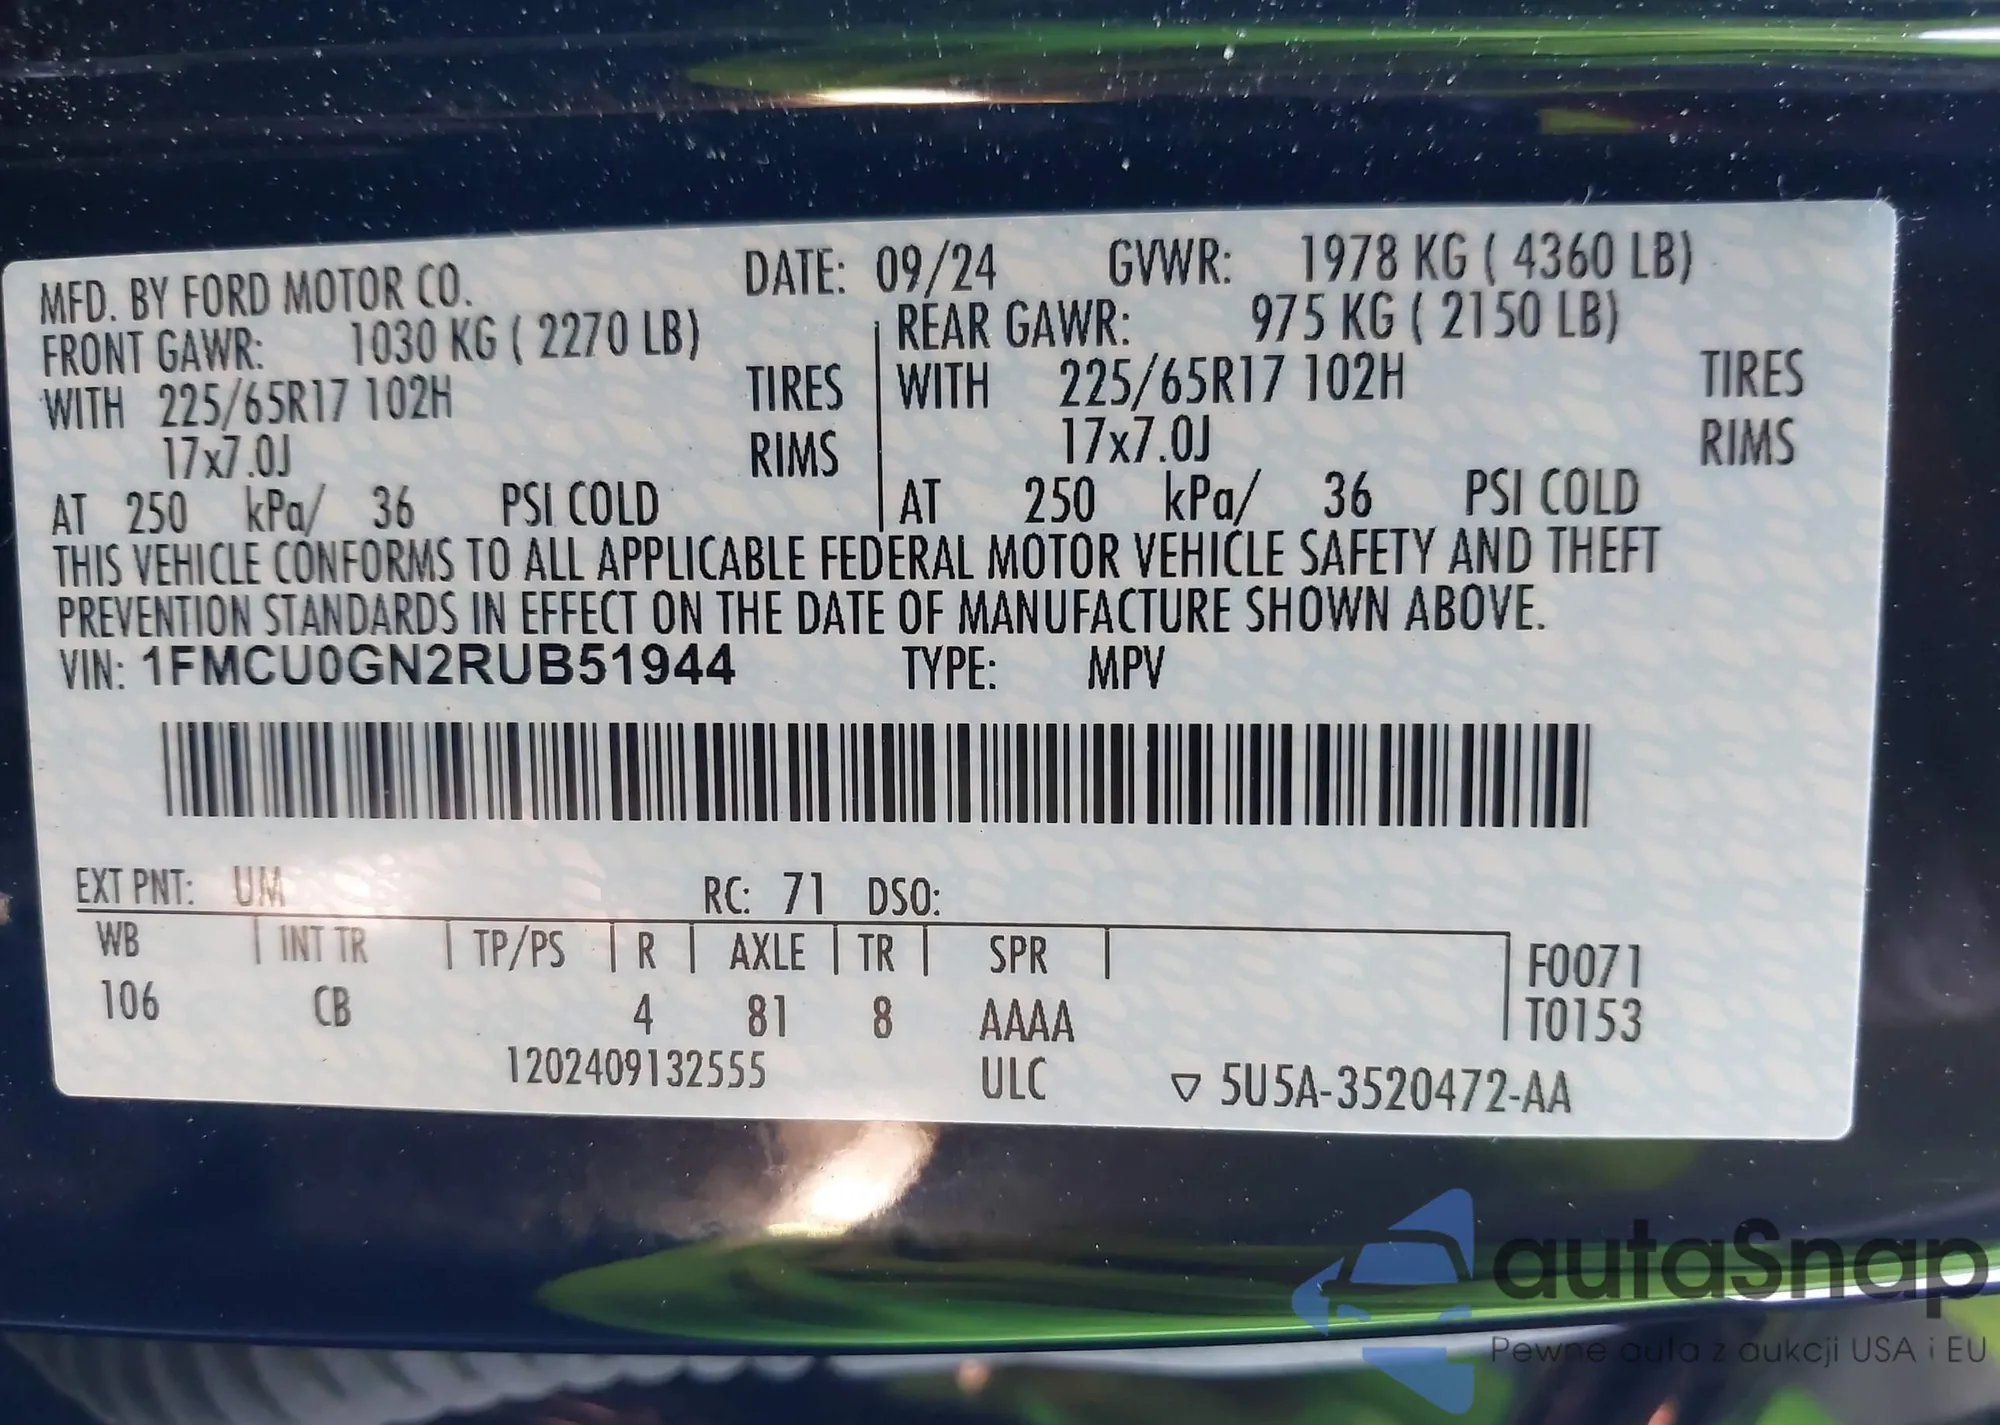 MFD. BY FORD MOTOR CO. DATE: 09/24 GVWR: 1978 KG ( 4360 LB)
FRONT GAWR: 1030 KG ( 2270 LB) REAR GAWR: 975 KG ( 2150 LB)
WITH 225/65R17 102H TIRES WITH 225/65R17 102H TIRES
17x7.0J RIMS 17x7.0J RIMS
AT 250 kPa/ 36 PSI COLD AT 250 kPa/ 36 PSI COLD
THIS VEHICLE CONFORMS TO ALL APPLICABLE FEDERAL MOTOR VEHICLE SAFETY AND THEFT
PREVENTION STANDARDS IN EFFECT ON THE DATE OF MANUFACTURE SHOWN ABOVE.
VIN: 1FMCU0GN2RUB51944 TYPE: MPV
EXT PNT: UM RC: 71 DSO:
WB INT TR TP/PS R AXLE TR SPR F0071
106 CB 4 81 8 AAAA T0153
1202409132555 ULC ▽ 5U5A-3520472-AA
autaSnap
Pewne auta z aukcji USA i EU